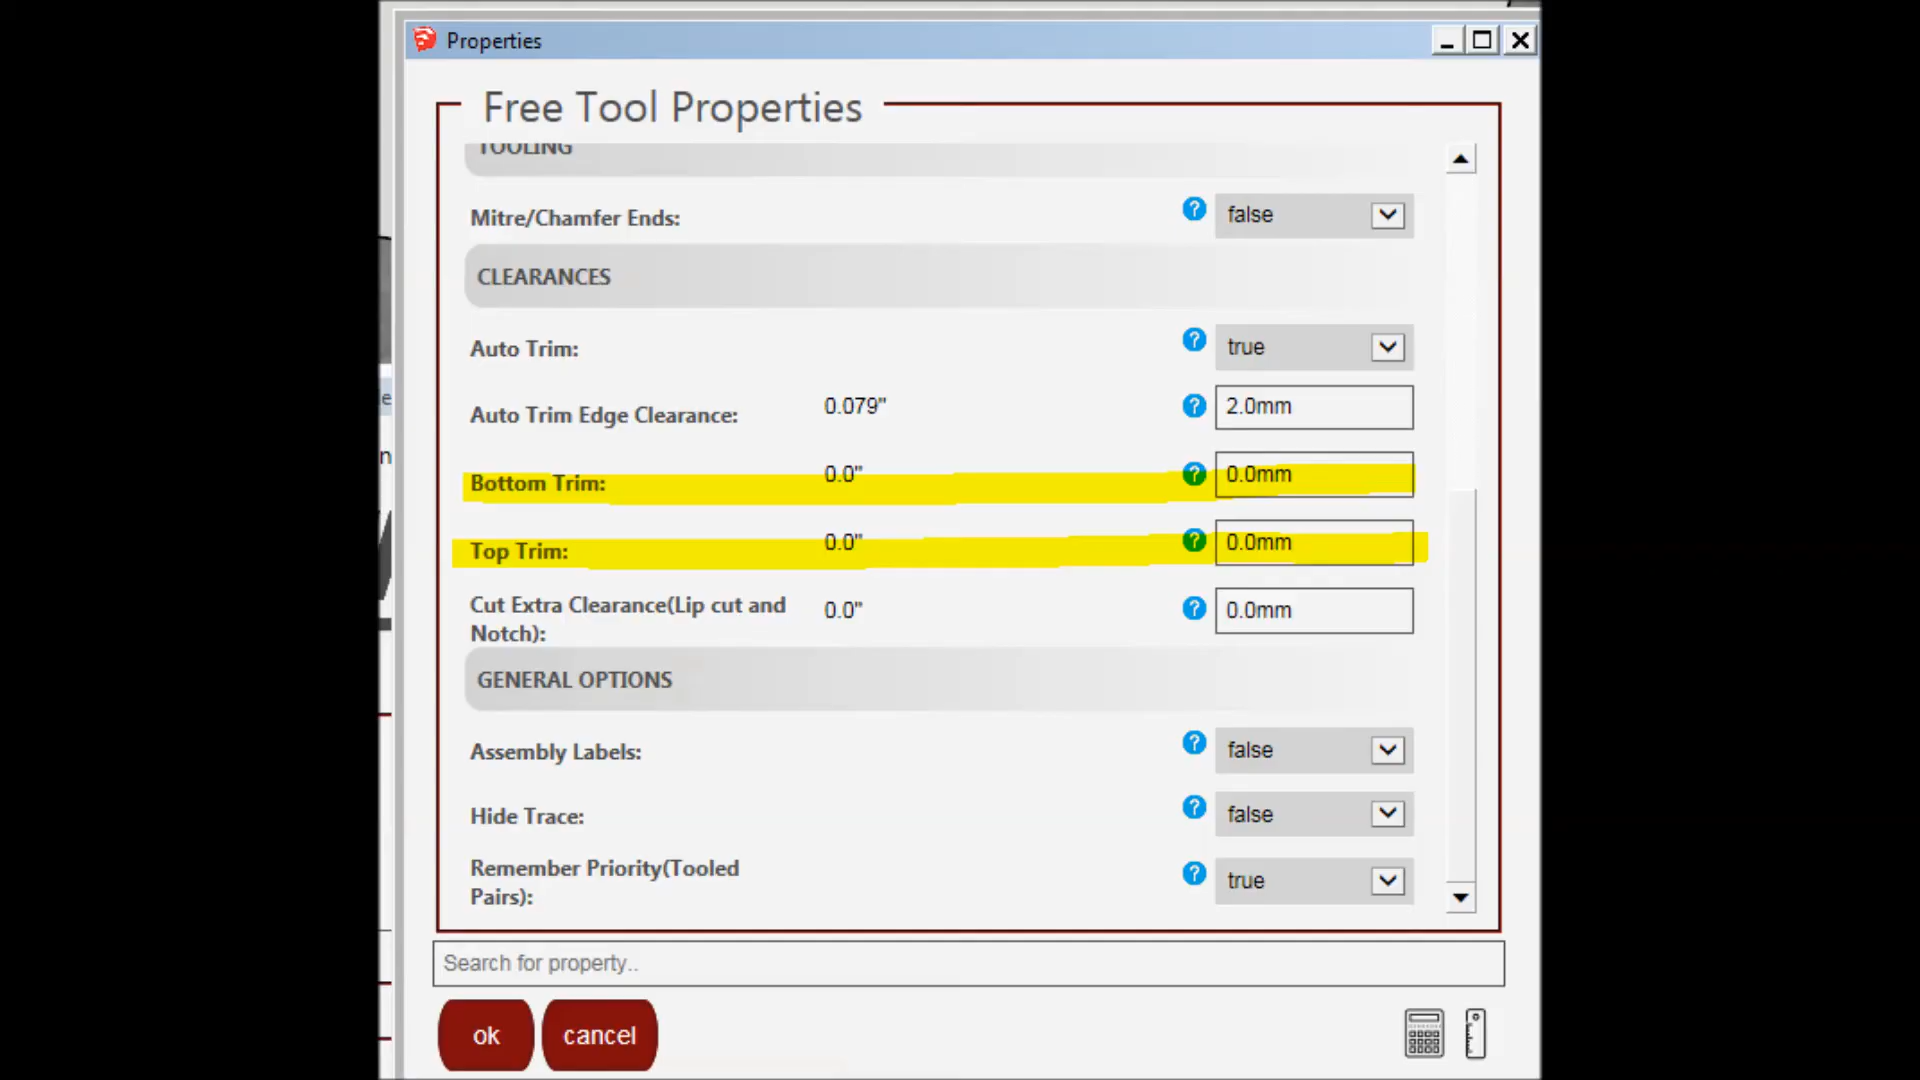 Properties
Free Tool Properties
TOOLING
Mitre/Chamfer Ends: ? false
CLEARANCES
Auto Trim: ? true
Auto Trim Edge Clearance: 0.079" ? 2.0mm
Bottom Trim: 0.0" ? 0.0mm
Top Trim: 0.0" ? 0.0mm
Cut Extra Clearance(Lip cut and
Notch): 0.0" ? 0.0mm
GENERAL OPTIONS
Assembly Labels: ? false
Hide Trace: ? false
Remember Priority(Tooled
Pairs): ? true
Search for property..
ok cancel